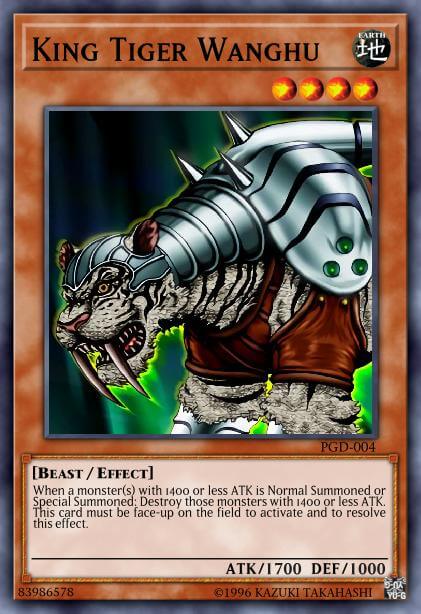 KING TIGER WANGHU
EARTH
地
PGD-004
[BEAST / EFFECT]
When a monster(s) with 1400 or less ATK is Normal Summoned or
Special Summoned: Destroy those monsters with 1400 or less ATK.
This card must be face-up on the field to activate and to resolve
this effect.
ATK/1700 DEF/1000
83986578
©1996 KAZUKI TAKAHASHI